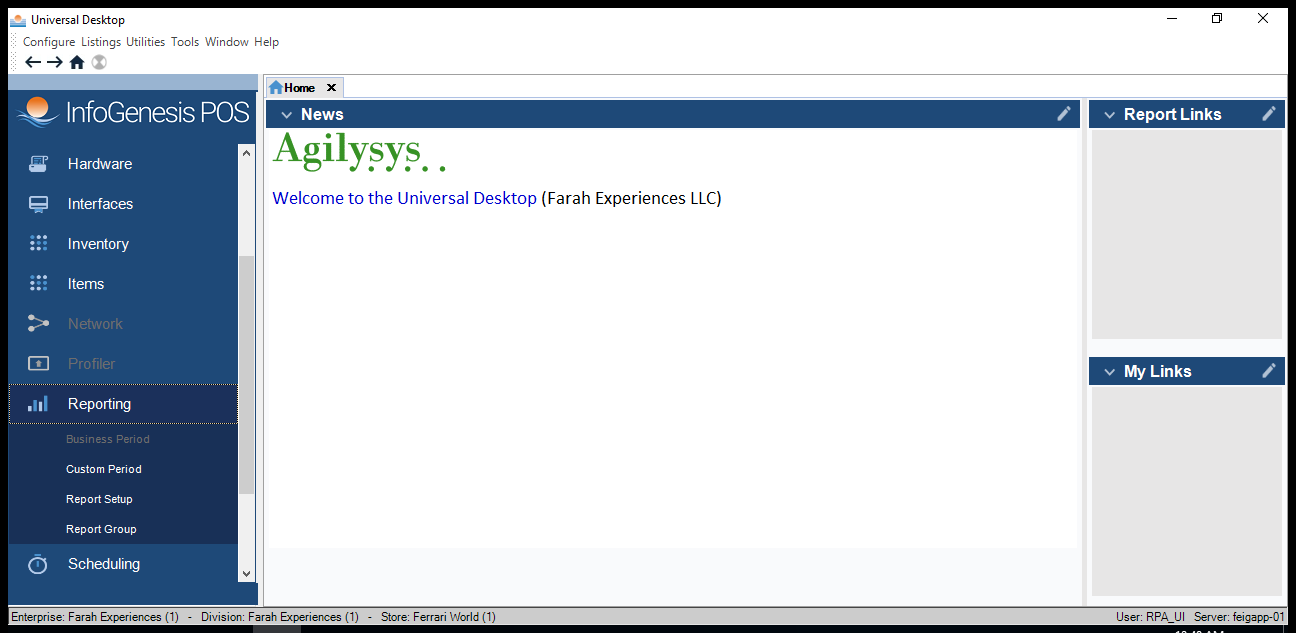 Universal Desktop
Configure Listings Utilities Tools Window Help
InfoGenesis POS
Hardware
Interfaces
Inventory
Items
Network
Profiler
Reporting
Business Period
Custom Period
Report Setup
Report Group
Scheduling
Home
News
Agilysys
Welcome to the Universal Desktop (Farah Experiences LLC)
Report Links
My Links
Enterprise: Farah Experiences (1) - Division: Farah Experiences (1) - Store: Ferrari World (1)
User: RPA_UI Server: feigapp-01